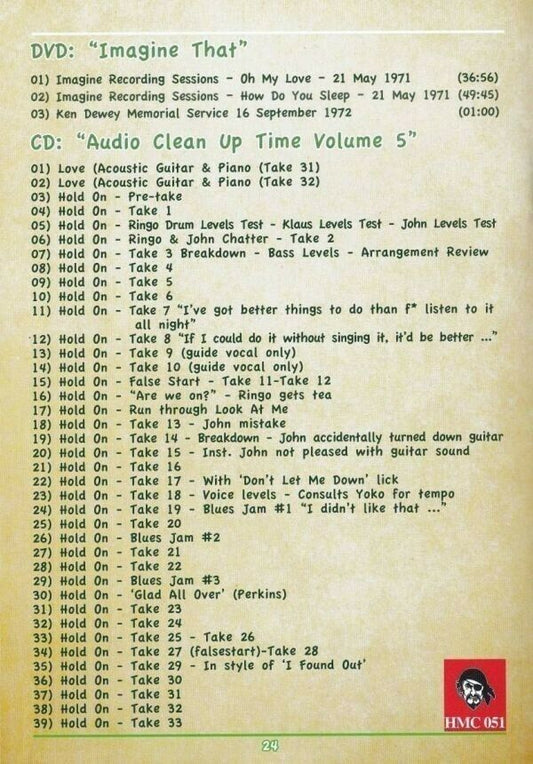 DVD: "Imagine That"
01) Imagine Recording Sessions - Oh My Love - 21 May 1971 (36:56)
02) Imagine Recording Sessions - How Do You Sleep - 21 May 1971 (49:45)
03) Ken Dewey Memorial Service 16 September 1972 (01:00)
CD: "Audio Clean Up Time Volume 5"
01) Love (Acoustic Guitar & Piano (Take 31)
02) Love (Acoustic Guitar & Piano (Take 32)
03) Hold On - Pre-take
04) Hold On - Take 1
05) Hold On - Ringo Drum Levels Test - Klaus Levels Test - John Levels Test
06) Hold On - Ringo & John Chatter - Take 2
07) Hold On - Take 3 Breakdown - Bass Levels - Arrangement Review
08) Hold On - Take 4
09) Hold On - Take 5
10) Hold On - Take 6
11) Hold On - Take 7 "I've got better things to do than f* listen to it
all night"
12) Hold On - Take 8 "If I could do it without singing it, it'd be better ..."
13) Hold On - Take 9 (guide vocal only)
14) Hold On - Take 10 (guide vocal only)
15) Hold On - False Start - Take 11-Take 12
16) Hold On - "Are we on?" - Ringo gets tea
17) Hold On - Run through Look At Me
18) Hold On - Take 13 - John mistake
19) Hold On - Take 14 - Breakdown - John accidentally turned down guitar
20) Hold On - Take 15 - Inst. John not pleased with guitar sound
21) Hold On - Take 16
22) Hold On - Take 17 - With 'Don't Let Me Down' lick
23) Hold On - Take 18 - Voice levels - Consults Yoko for tempo
24) Hold On - Take 19 - Blues Jam #1 "I didn't like that ..."
25) Hold On - Take 20
26) Hold On - Blues Jam #2
27) Hold On - Take 21
28) Hold On - Take 22
29) Hold On - Blues Jam #3
30) Hold On - 'Glad All Over' (Perkins)
31) Hold On - Take 23
32) Hold On - Take 24
33) Hold On - Take 25 - Take 26
34) Hold On - Take 27 (falsestart)-Take 28
35) Hold On - Take 29 - In style of 'I Found Out'
36) Hold On - Take 30
37) Hold On - Take 31
38) Hold On - Take 32
39) Hold On - Take 33
HMC 051
24